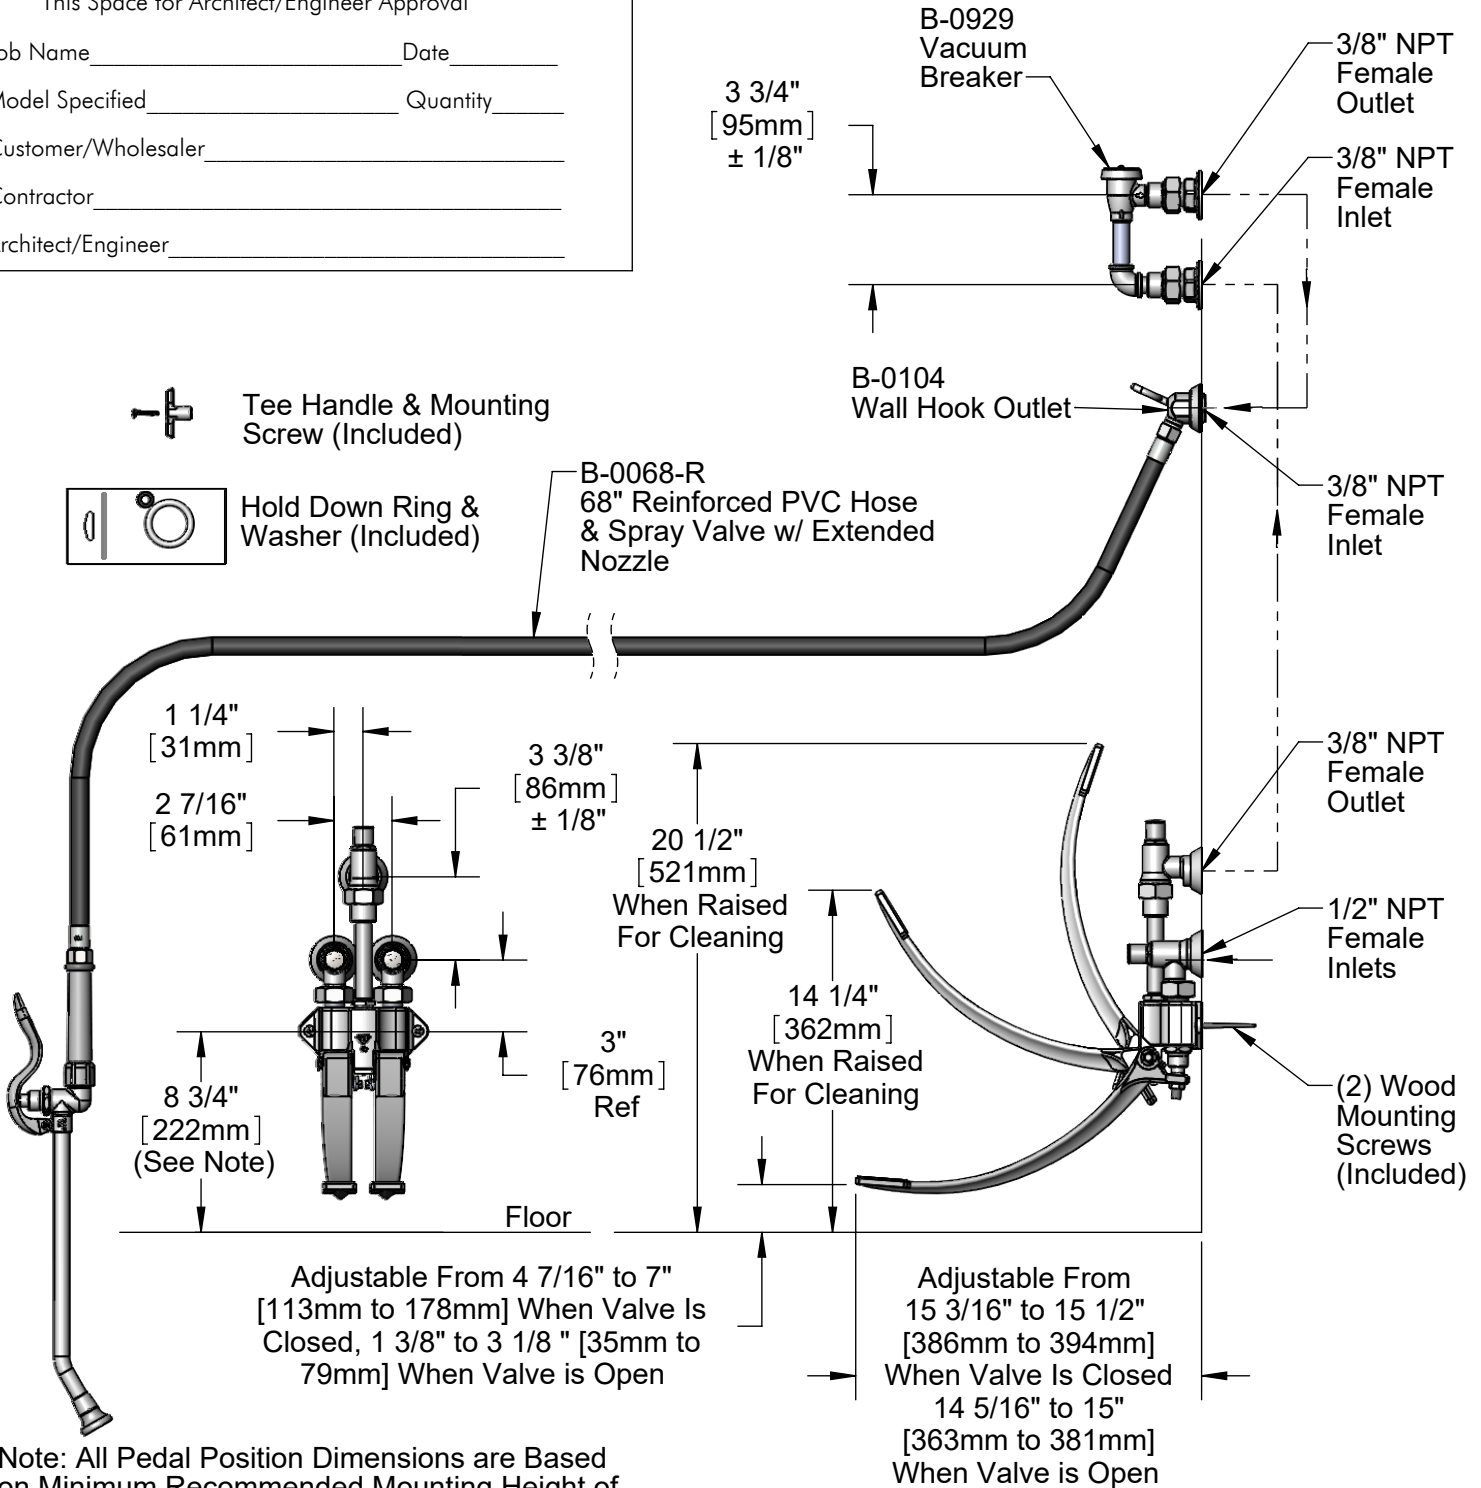 This Space for Architect/Engineer Approval
Job Name____ Date____
Model Specified____ Quantity____
Customer/Wholesaler____
Contractor____
Architect/Engineer____
B-0929
Vacuum
Breaker
3/8" NPT
Female
Outlet
3 3/4"
[95mm]
± 1/8"
3/8" NPT
Female
Inlet
B-0104
Wall Hook Outlet
Tee Handle & Mounting
Screw (Included)
Hold Down Ring &
Washer (Included)
B-0068-R
68" Reinforced PVC Hose
& Spray Valve w/ Extended
Nozzle
3/8" NPT
Female
Inlet
1 1/4"
[31mm]
2 7/16"
[61mm]
3 3/8"
[86mm]
± 1/8"
20 1/2"
[521mm]
When Raised
For Cleaning
3/8" NPT
Female
Outlet
1/2" NPT
Female
Inlets
14 1/4"
[362mm]
When Raised
For Cleaning
3"
[76mm]
Ref
8 3/4"
[222mm]
(See Note)
(2) Wood
Mounting
Screws
(Included)
Floor
Adjustable From 4 7/16" to 7"
[113mm to 178mm] When Valve Is
Closed, 1 3/8" to 3 1/8 " [35mm to
79mm] When Valve is Open
Adjustable From
15 3/16" to 15 1/2"
[386mm to 394mm]
When Valve Is Closed
14 5/16" to 15"
[363mm to 381mm]
When Valve is Open
Note: All Pedal Position Dimensions are Based
on Minimum Recommended Mounting Height of